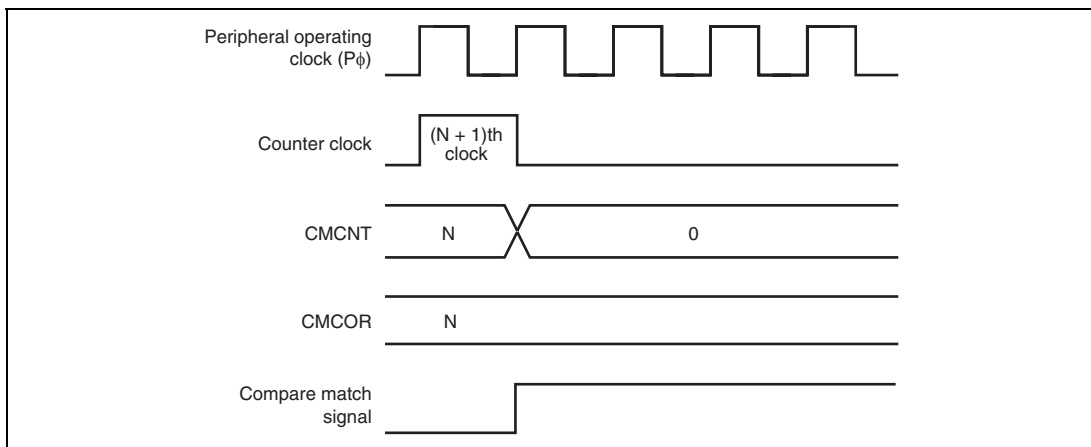 Peripheral operating
clock (Pϕ)
Counter clock
(N + 1)th
clock
CMCNT
N
0
CMCOR
N
Compare match
signal